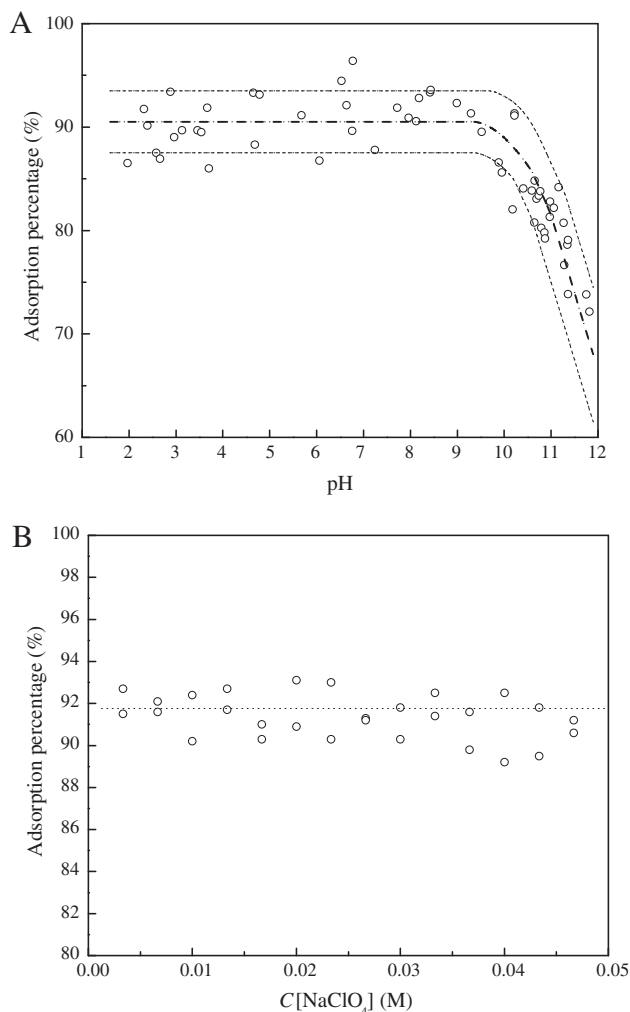 A
100
90
80
70
60
Adsorption percentage (%)
1 2 3 4 5 6 7 8 9 10 11 12
pH
B
100
98
96
94
92
90
88
86
84
82
80
Adsorption percentage (%)
0.00 0.01 0.02 0.03 0.04 0.05
C[NaClO₄] (M)